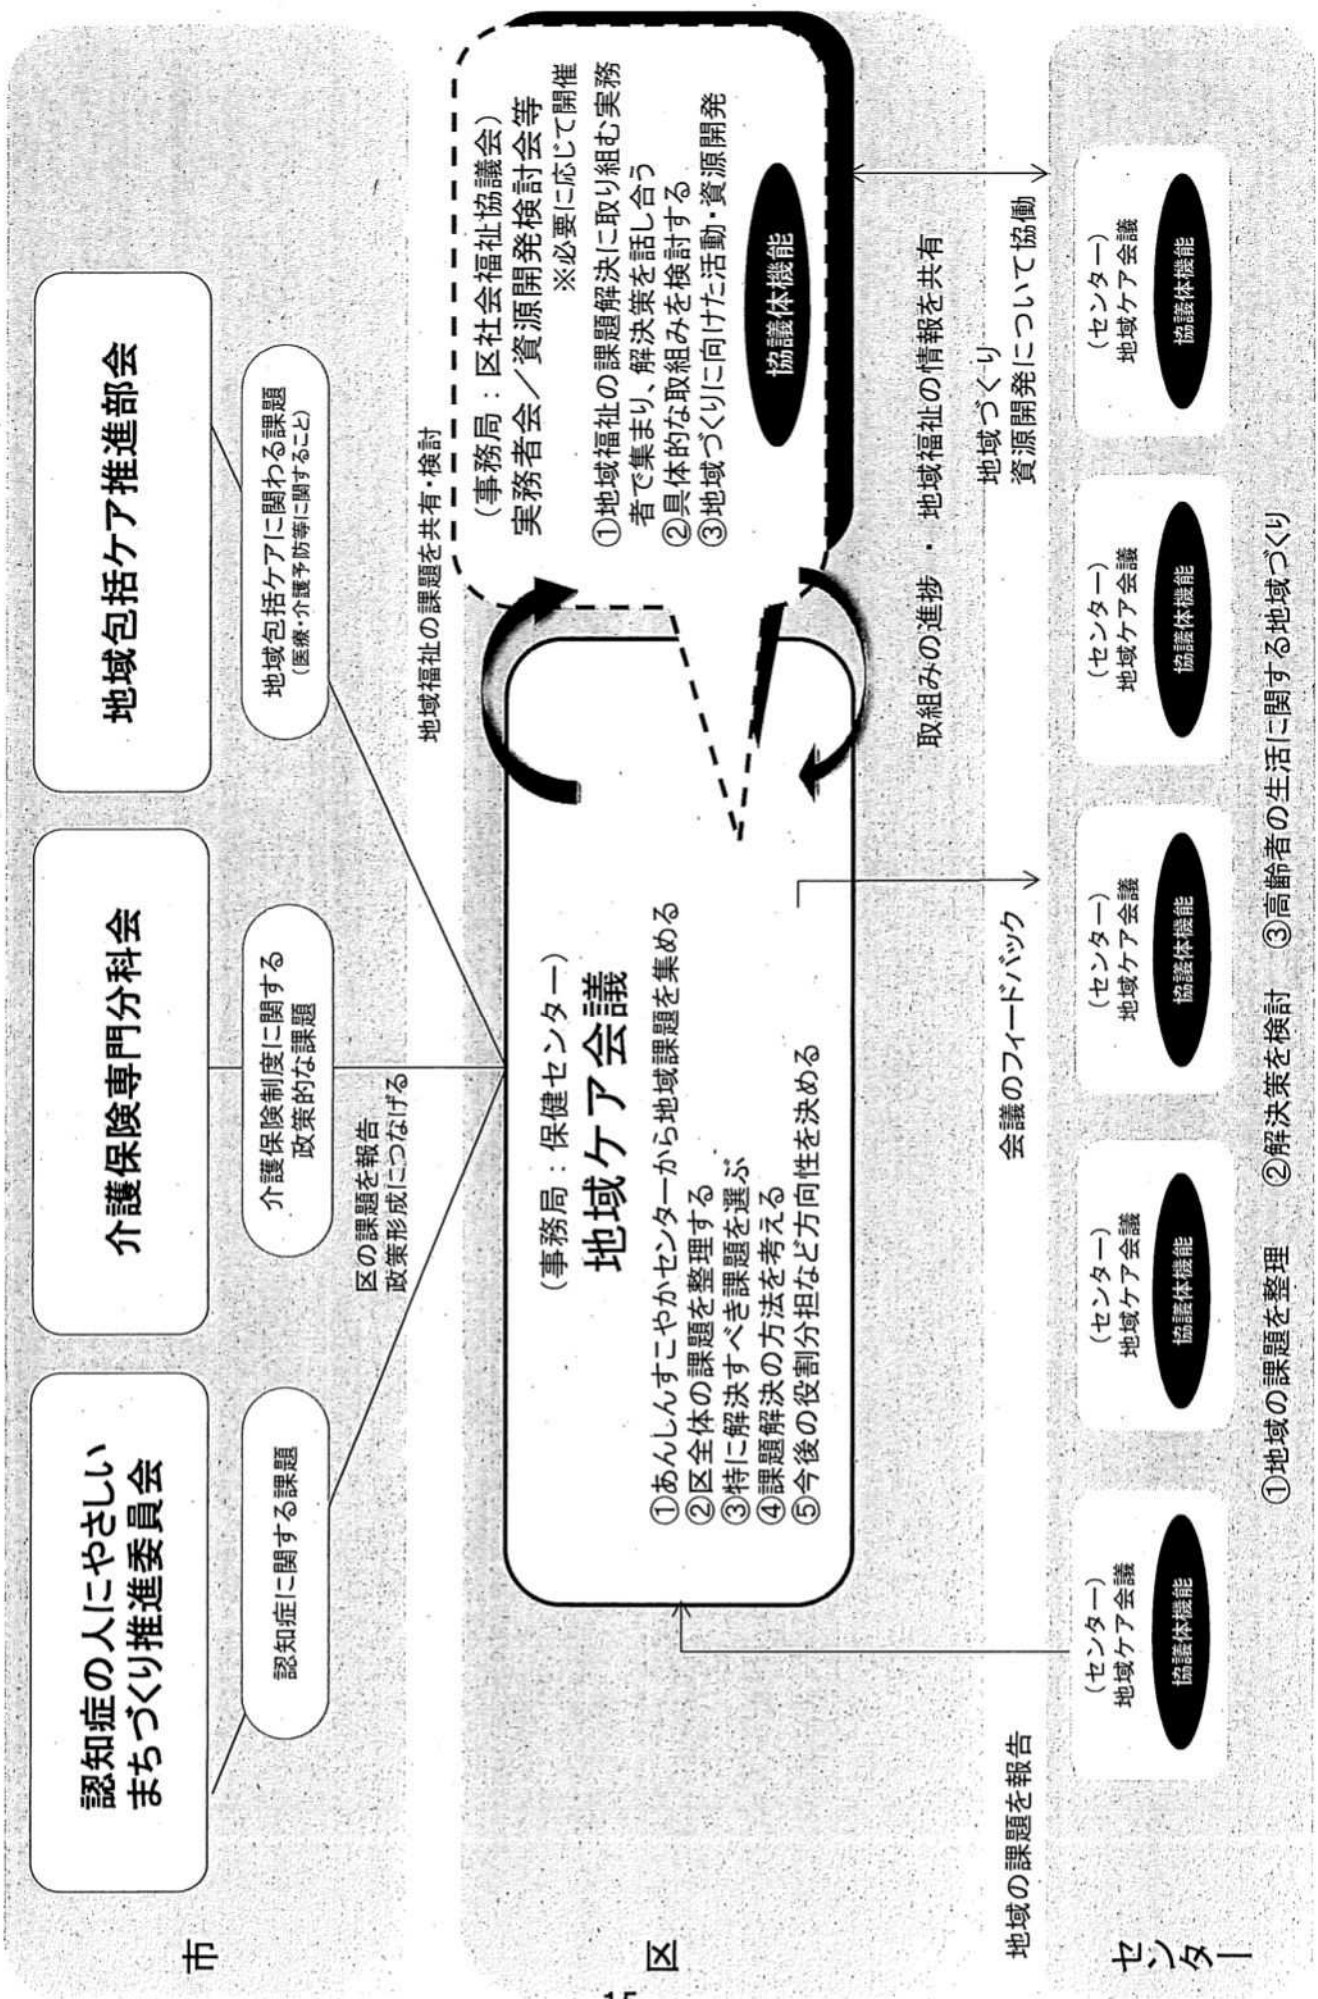 市
認知症の人にやさしい
まちづくり推進委員会
介護保険専門分科会
地域包括ケア推進部会
認知症に関する課題
介護保険制度に関する
政策的な課題
地域包括ケアに関わる課題
(医療・介護予防等に関すること)
区の課題を報告
政策形成につなげる
地域福祉の課題を共有・検討
区
(事務局：保健センター)
地域ケア会議
①あんしんすこやかセンターから地域課題を集める
②区全体の課題を整理する
③特に解決すべき課題を選ぶ
④課題解決の方法を考える
⑤今後の役割分担など方向性を決める
(事務局：区社会福祉協議会)
実務者会／資源開発検討会等
※必要に応じて開催
①地域福祉の課題解決に取り組む実務
者で集まり、解決策を話し合う
②具体的な取組みを検討する
③地域づくりに向けた活動・資源開発
協議体機能
取組みの進捗・地域福祉の情報を共有
地域の課題を報告
会議のフィードバック
地域づくり
資源開発について協働
センター
(センター)
地域ケア会議
協議体機能
(センター)
地域ケア会議
協議体機能
(センター)
地域ケア会議
協議体機能
(センター)
地域ケア会議
協議体機能
(センター)
地域ケア会議
協議体機能
①地域の課題を整理　②解決策を検討　③高齢者の生活に関する地域づくり
15